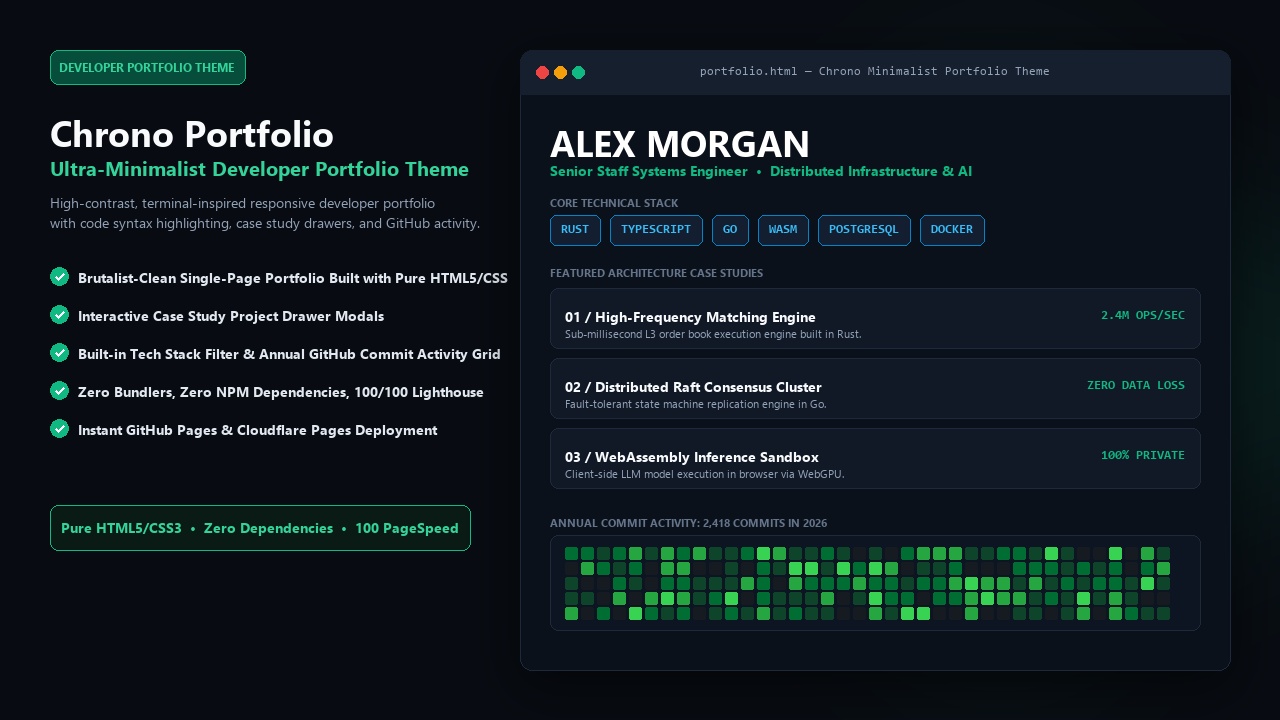 DEVELOPER PORTFOLIO THEME
Chrono Portfolio
Ultra-Minimalist Developer Portfolio Theme
High-contrast, terminal-inspired responsive developer portfolio
with code syntax highlighting, case study drawers, and GitHub activity.
Brutalist-Clean Single-Page Portfolio Built with Pure HTML5/CSS
Interactive Case Study Project Drawer Modals
Built-in Tech Stack Filter & Annual GitHub Commit Activity Grid
Zero Bundlers, Zero NPM Dependencies, 100/100 Lighthouse
Instant GitHub Pages & Cloudflare Pages Deployment
Pure HTML5/CSS3 • Zero Dependencies • 100 PageSpeed
portfolio.html — Chrono Minimalist Portfolio Theme
ALEX MORGAN
Senior Staff Systems Engineer • Distributed Infrastructure & AI
CORE TECHNICAL STACK
RUST TYPESCRIPT GO WASM POSTGRESQL DOCKER
FEATURED ARCHITECTURE CASE STUDIES
01 / High-Frequency Matching Engine
2.4M OPS/SEC
Sub-millisecond L3 order book execution engine built in Rust.
02 / Distributed Raft Consensus Cluster
ZERO DATA LOSS
Fault-tolerant state machine replication engine in Go.
03 / WebAssembly Inference Sandbox
100% PRIVATE
Client-side LLM model execution in browser via WebGPU.
ANNUAL COMMIT ACTIVITY: 2,418 COMMITS IN 2026